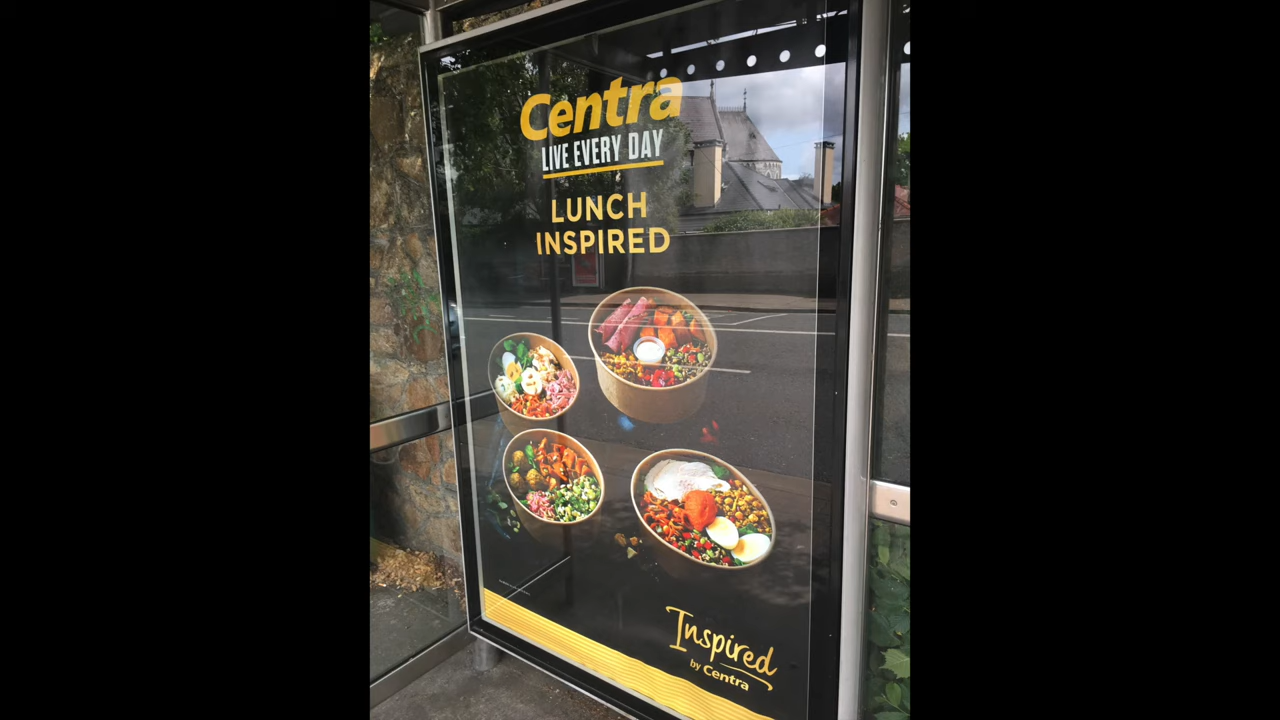 Centra
LIVE EVERY DAY
LUNCH
INSPIRED
Inspired
by Centra